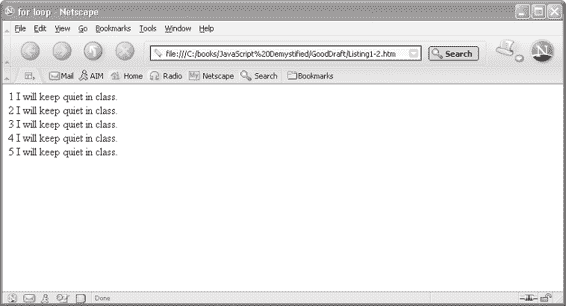 for loop - Netscape
File Edit View Go Bookmarks Tools Window Help
file:///C:/books/JavaScript%20Demystified/GoodDraft/Listing1-2.htm Search
Mail AIM Home Radio Netscape Search Bookmarks
1 I will keep quiet in class.
2 I will keep quiet in class.
3 I will keep quiet in class.
4 I will keep quiet in class.
5 I will keep quiet in class.
Done